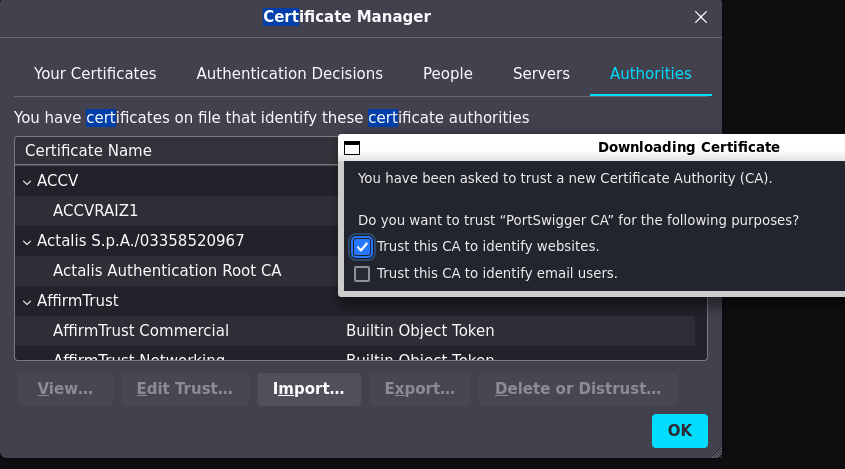 Certificate Manager
Your Certificates Authentication Decisions People Servers Authorities
You have certificates on file that identify these certificate authorities
Certificate Name
ACCV
ACCVRAIZ1
Actalis S.p.A./03358520967
Actalis Authentication Root CA
AffirmTrust
AffirmTrust Commercial Builtin Object Token
AffirmTrust Networking Builtin Object Token
Downloading Certificate
You have been asked to trust a new Certificate Authority (CA).
Do you want to trust “PortSwigger CA” for the following purposes?
Trust this CA to identify websites.
Trust this CA to identify email users.
View… Edit Trust… Import… Export… Delete or Distrust…
OK